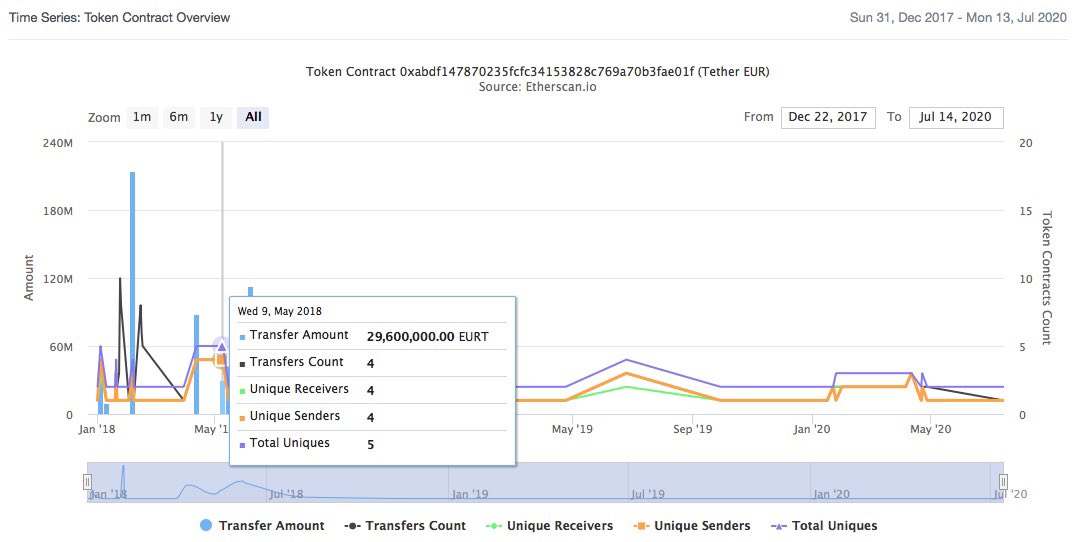 Time Series: Token Contract Overview
Sun 31, Dec 2017 - Mon 13, Jul 2020
Token Contract 0xabdf147870235fcfc34153828c769a70b3fae01f (Tether EUR)
Source: Etherscan.io
Zoom 1m 6m 1y All
From Dec 22, 2017 To Jul 14, 2020
240M
180M
120M
60M
0
Amount
20
15
10
5
0
Token Contracts Count
Wed 9, May 2018
Transfer Amount 29,600,000.00 EURT
Transfers Count 4
Unique Receivers 4
Unique Senders 4
Total Uniques 5
Jan '18 May '19 Sep '19 Jan '20 May '20
Jan '18 Jul '18 Jan '19 Jul '19 Jan '20 Jul '20
Transfer Amount Transfers Count Unique Receivers Unique Senders Total Uniques